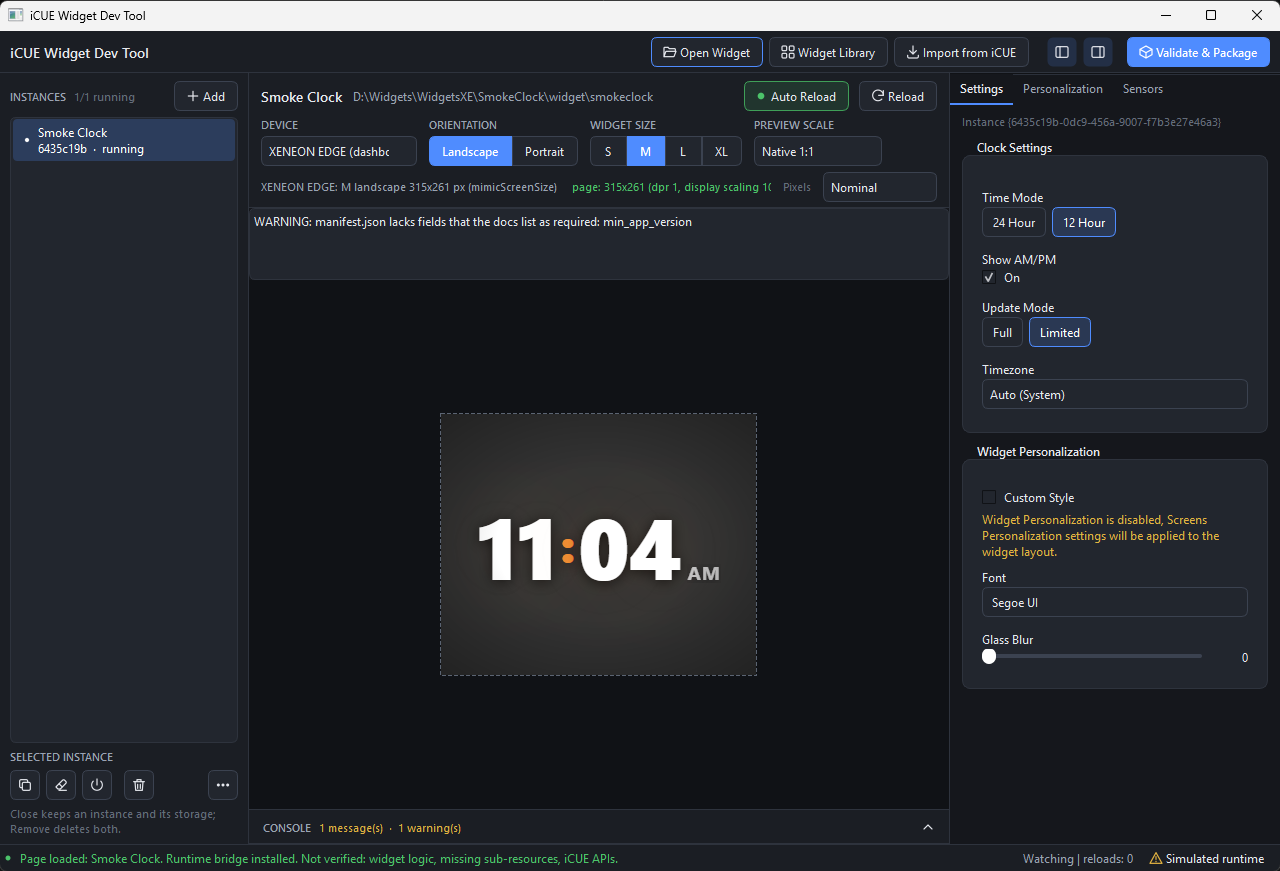 iCUE Widget Dev Tool
iCUE Widget Dev Tool
Open Widget
Widget Library
Import from iCUE
Validate & Package
INSTANCES 1/1 running
Add
Smoke Clock
6435c19b · running
SELECTED INSTANCE
Close keeps an instance and its storage;
Remove deletes both.
Smoke Clock D:\Widgets\WidgetsXE\SmokeClock\widget\smokeclock
Auto Reload
Reload
DEVICE
XENEON EDGE (dashbc
ORIENTATION
Landscape
Portrait
WIDGET SIZE
S
M
L
XL
PREVIEW SCALE
Native 1:1
XENEON EDGE: M landscape 315x261 px (mimicScreenSize)
page: 315x261 (dpr 1, display scaling 10
Pixels
Nominal
WARNING: manifest.json lacks fields that the docs list as required: min_app_version
11:04 AM
CONSOLE 1 message(s) · 1 warning(s)
Settings
Personalization
Sensors
Instance {6435c19b-0dc9-456a-9007-f7b3e27e46a3}
Clock Settings
Time Mode
24 Hour
12 Hour
Show AM/PM
On
Update Mode
Full
Limited
Timezone
Auto (System)
Widget Personalization
Custom Style
Widget Personalization is disabled, Screens
Personalization settings will be applied to the
widget layout.
Font
Segoe UI
Glass Blur
0
Page loaded: Smoke Clock. Runtime bridge installed. Not verified: widget logic, missing sub-resources, iCUE APIs.
Watching | reloads: 0
Simulated runtime